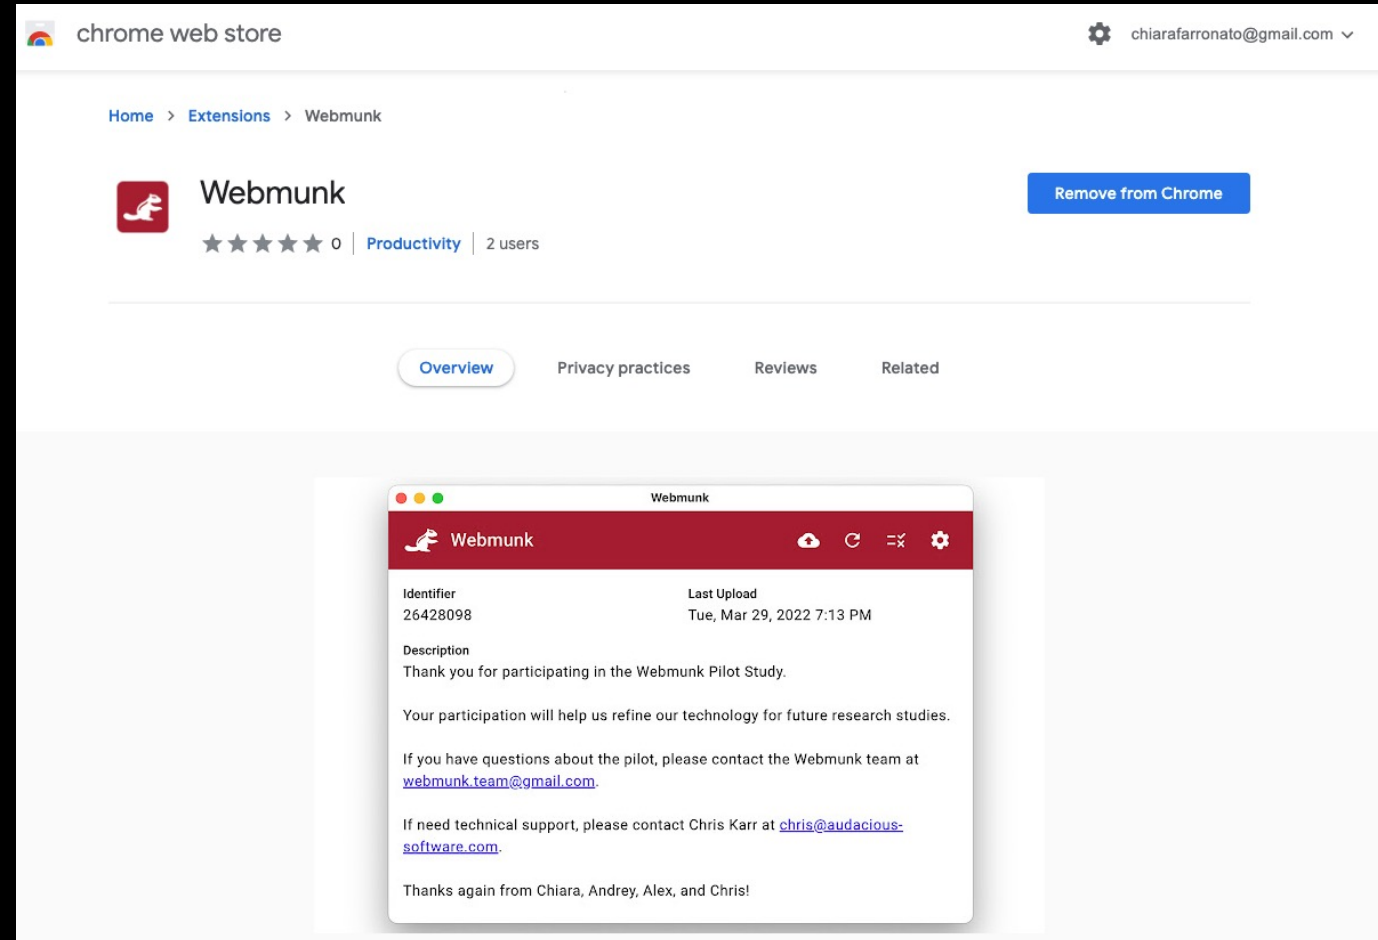 chrome web store
chiarafarronato@gmail.com
Home > Extensions > Webmunk
Webmunk
Remove from Chrome
0 | Productivity | 2 users
Overview
Privacy practices
Reviews
Related
Webmunk
Webmunk
Identifier
Last Upload
26428098
Tue, Mar 29, 2022 7:13 PM
Description
Thank you for participating in the Webmunk Pilot Study.
Your participation will help us refine our technology for future research studies.
If you have questions about the pilot, please contact the Webmunk team at
webmunk.team@gmail.com.
If need technical support, please contact Chris Karr at chris@audacious-
software.com.
Thanks again from Chiara, Andrey, Alex, and Chris!